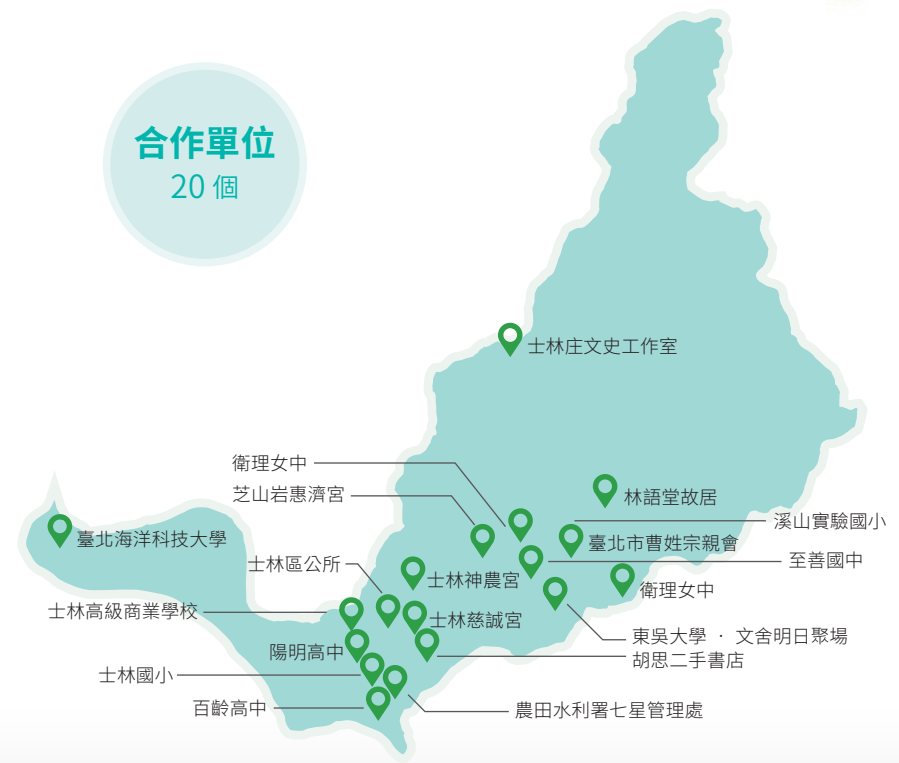 合作單位
20 個
士林庄文史工作室
衛理女中
芝山岩惠濟宮
林語堂故居
溪山實驗國小
臺北海洋科技大學
臺北市曹姓宗親會
至善國中
士林區公所
士林神農宮
衛理女中
士林高級商業學校
士林慈諴宮
東吳大學 · 文舍明日聚場
陽明高中
胡思二手書店
士林國小
百齡高中
農田水利署七星管理處